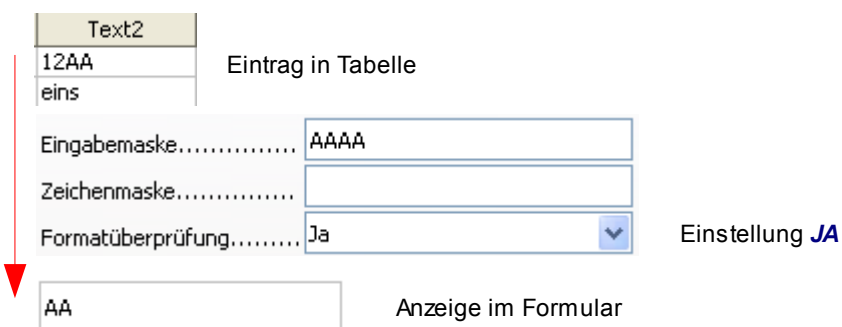 Text2
12AA
Eintrag in Tabelle
eins
Eingabemaske............... AAAA
Zeichenmaske...............
Formatüberprüfung......... Ja
Einstellung JA
AA
Anzeige im Formular